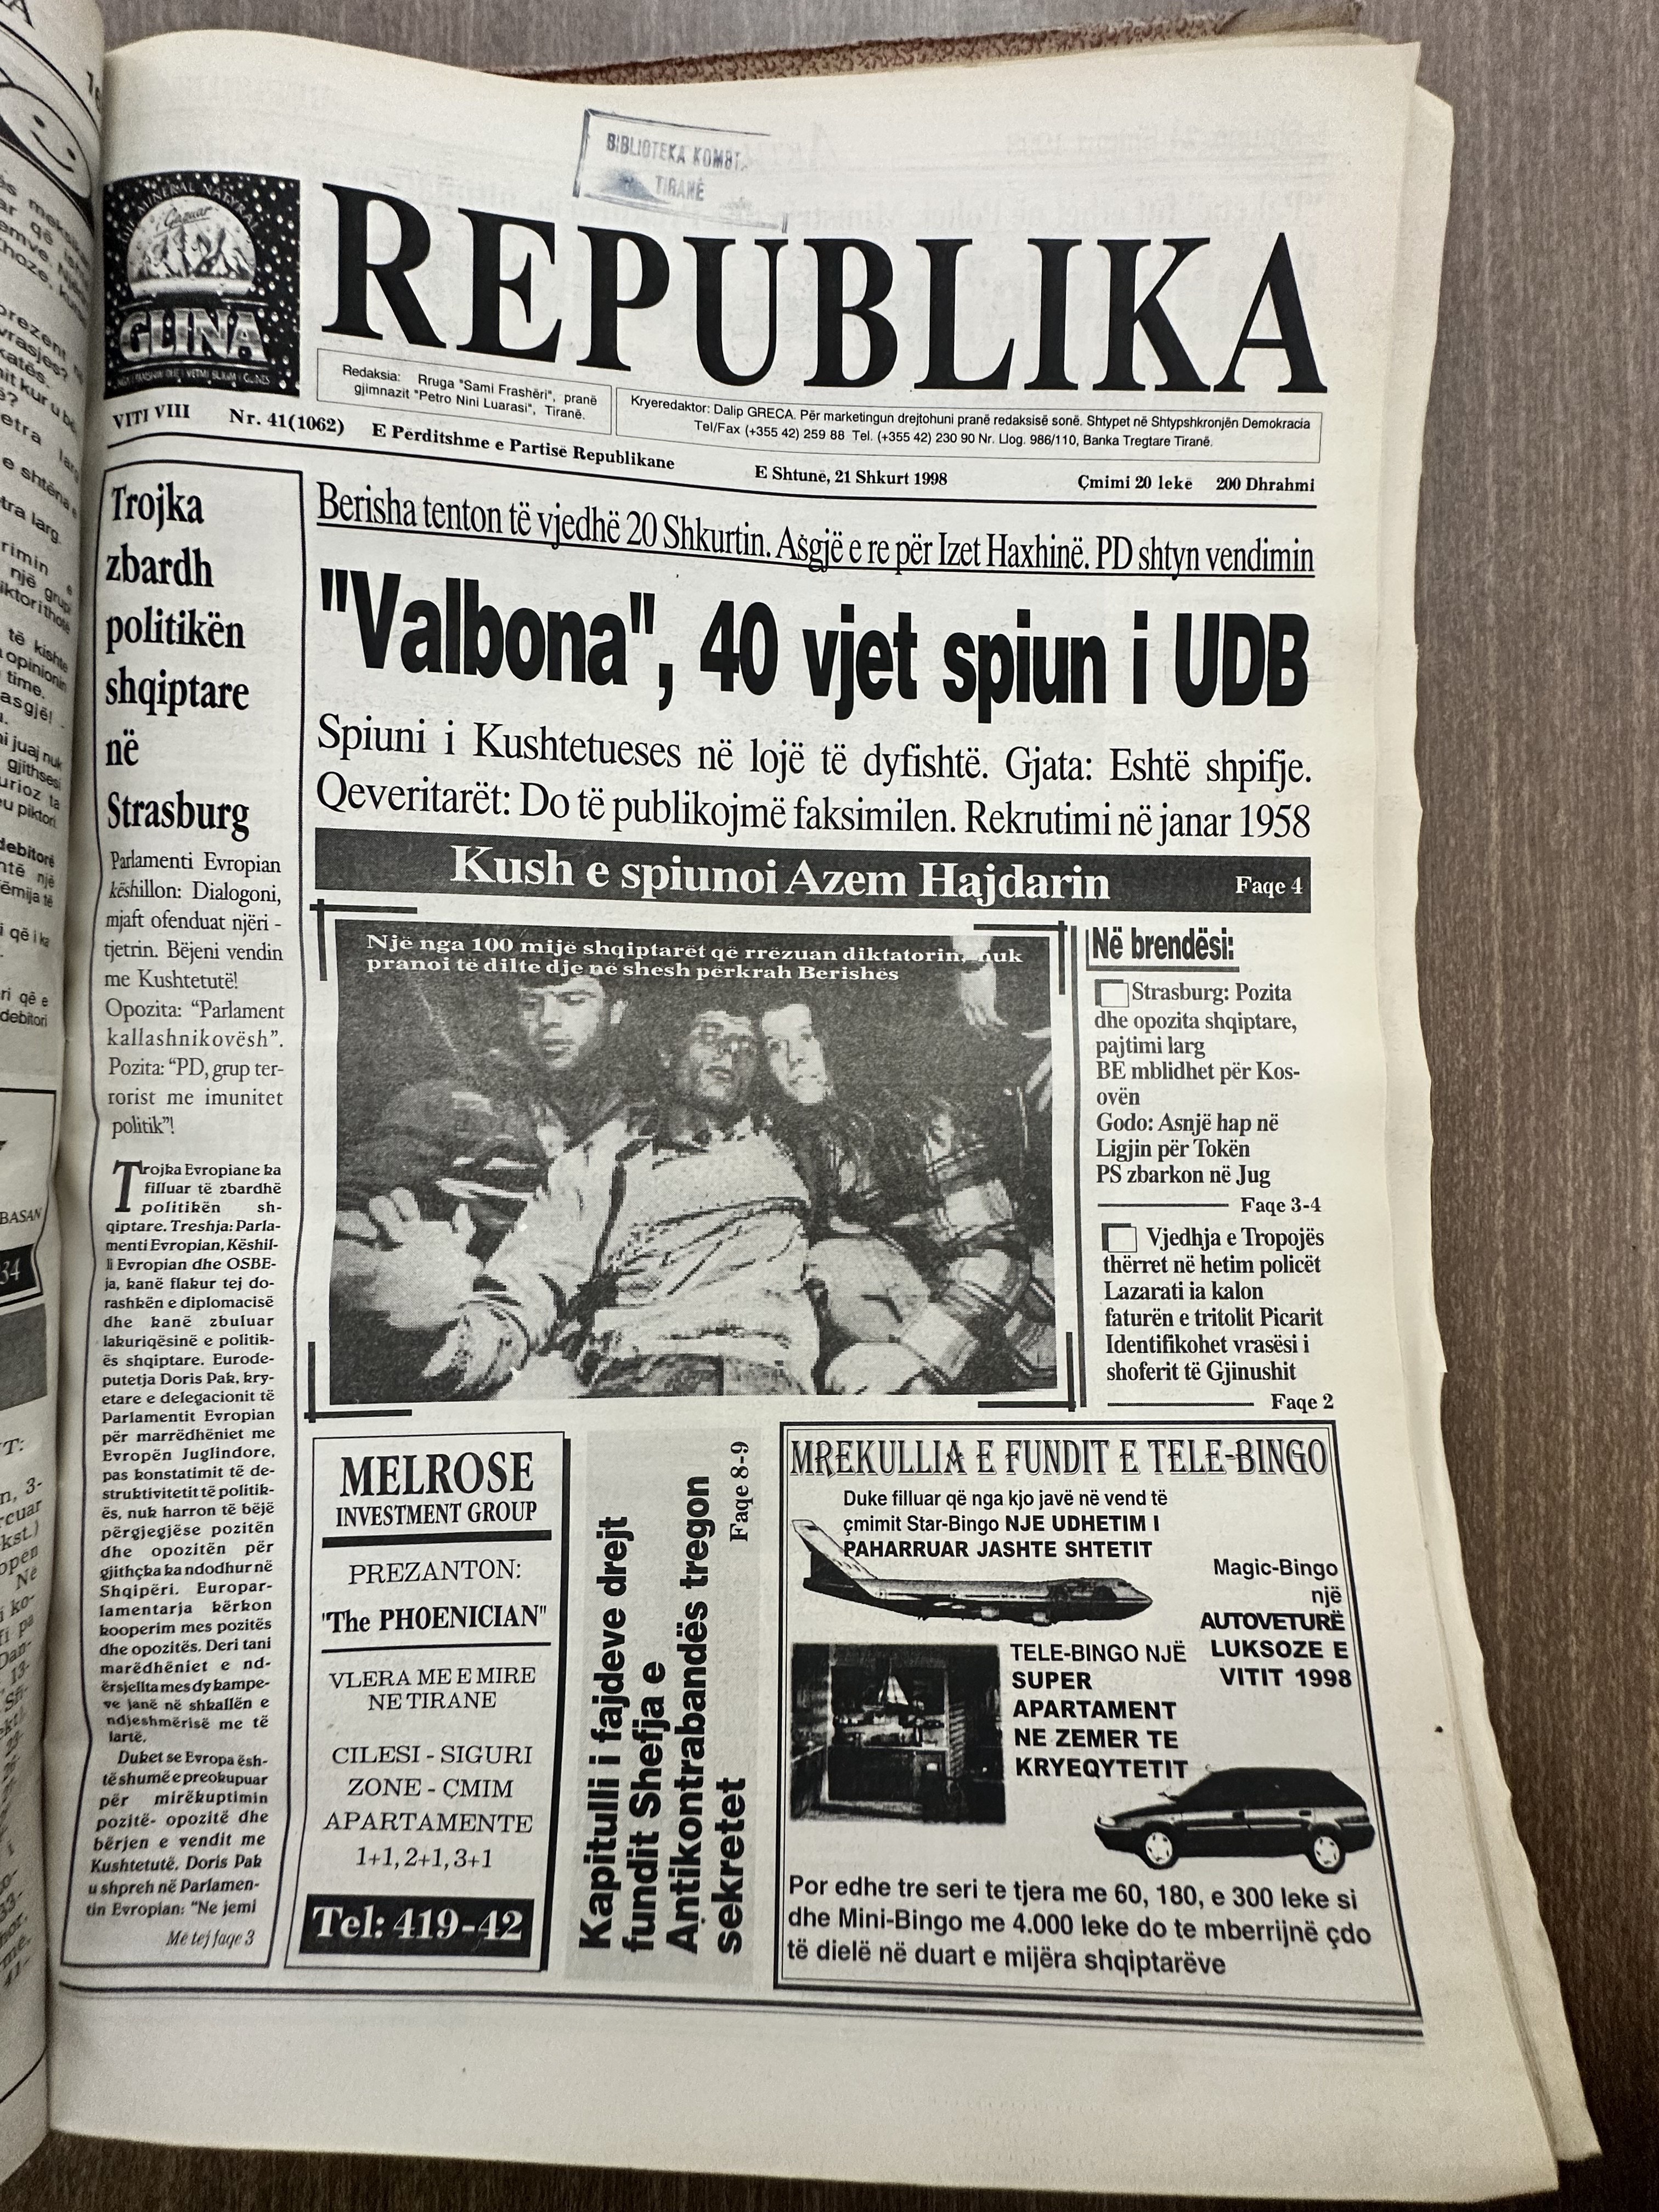 BIBLIOTEKA KOMBT.
TIRANË
UJI MINERAL NATYRAL
Gazuar
GLINA
REPUBLIKA
Redaksia: Rruga "Sami Frashëri", pranë
gjimnazit "Petro Nini Luarasi", Tiranë.
Kryeredaktor: Dalip GRECA. Për marketingun drejtohuni pranë redaksisë sonë. Shtypet në Shtypshkronjën Demokracia
Tel/Fax (+355 42) 259 88 Tel. (+355 42) 230 90 Nr. Llog. 986/110, Banka Tregtare Tiranë.
VITI VIII Nr. 41(1062) E Përditshme e Partisë Republikane E Shtunë, 21 Shkurt 1998 Çmimi 20 lekë 200 Dhrahmi
Trojka
zbardh
politikën
shqiptare
në
Strasburg
Parlamenti Evropian
këshillon: Dialogoni,
mjaft ofenduat njëri -
tjetrin. Bëjeni vendin
me Kushtetutë!
Opozita: “Parlament
kallashnikovësh”.
Pozita: “PD, grup ter-
rorist me imunitet
politik”!
Trojka Evropiane ka
filluar të zbardhë
politikën sh-
qiptare. Treshja: Parla-
menti Evropian, Këshil-
li Evropian dhe OSBE-
ja, kanë flakur tej do-
rashkën e diplomacisë
dhe kanë zbuluar
lakuriqësinë e politik-
ës shqiptare. Eurode-
putetja Doris Pak, kry-
etare e delegacionit të
Parlamentit Evropian
për marrëdhëniet me
Evropën Juglindore,
pas konstatimit të de-
struktivitetit të politik-
ës, nuk harron të bëjë
përgjegjëse pozitën
dhe opozitën për
gjithçka ka ndodhur në
Shqipëri. Europar-
lamentarja kërkon
kooperim mes pozitës
dhe opozitës. Deri tani
marëdhëniet e nd-
ërsjellta mes dy kampe-
ve janë në shkallën e
ndjeshmërisë me të
lartë.
Duket se Evropa ësh-
të shumë e preokupuar
për mirëkuptimin
pozitë- opozitë dhe
bërjen e vendit me
Kushtetutë. Doris Pak
u shpreh në Parlamen-
tin Evropian: "Ne jemi
Më tej faqe 3
Berisha tenton të vjedhë 20 Shkurtin. Asgjë e re për Izet Haxhinë. PD shtyn vendimin
"Valbona", 40 vjet spiun i UDB
Spiuni i Kushtetueses në lojë të dyfishtë. Gjata: Eshtë shpifje.
Qeveritarët: Do të publikojmë faksimilen. Rekrutimi në janar 1958
Kush e spiunoi Azem Hajdarin Faqe 4
Një nga 100 mijë shqiptarët që rrëzuan diktatorin, nuk
pranoi të dilte dje në shesh përkrah Berishës
Në brendësi:
Strasburg: Pozita
dhe opozita shqiptare,
pajtimi larg
BE mblidhet për Kos-
ovën
Godo: Asnjë hap në
Ligjin për Tokën
PS zbarkon në Jug
Faqe 3-4
Vjedhja e Tropojës
thërret në hetim policët
Lazarati ia kalon
faturën e tritolit Picarit
Identifikohet vrasësi i
shoferit të Gjinushit
Faqe 2
MELROSE
INVESTMENT GROUP
PREZANTON:
"The PHOENICIAN"
VLERA ME E MIRE
NE TIRANE
CILESI - SIGURI
ZONE - ÇMIM
APARTAMENTE
1+1, 2+1, 3+1
Tel: 419-42
Kapitulli i fajdeve drejt
fundit Shefja e
Antikontrabandës tregon
sekretet
Faqe 8-9
MREKULLIA E FUNDIT E TELE-BINGO
Duke filluar që nga kjo javë në vend të
çmimit Star-Bingo NJE UDHETIM I
PAHARRUAR JASHTE SHTETIT
Magic-Bingo
një
AUTOVETURË
LUKSOZE E
VITIT 1998
TELE-BINGO NJË
SUPER
APARTAMENT
NE ZEMER TE
KRYEQYTETIT
Por edhe tre seri te tjera me 60, 180, e 300 leke si
dhe Mini-Bingo me 4.000 leke do te mberrijnë çdo
të dielë në duart e mijëra shqiptarëve